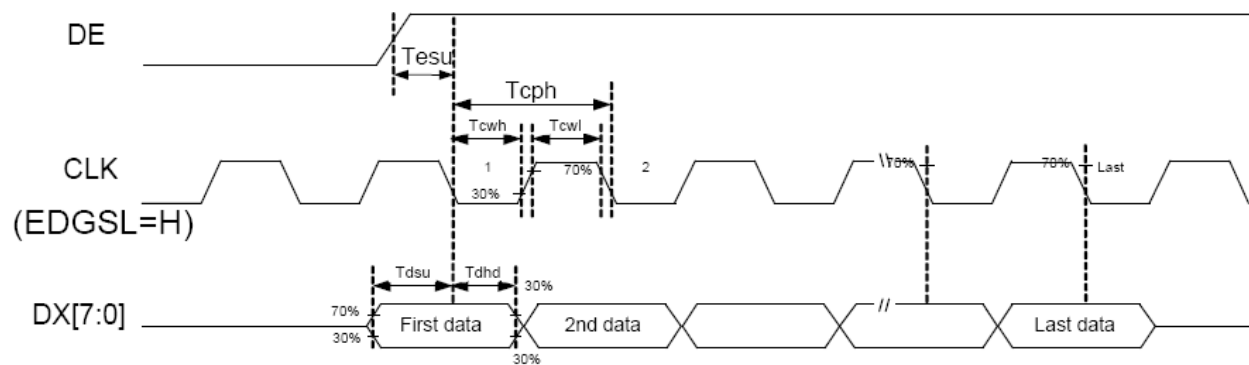 DE
Tesu
Tcph
Tcwh
Tcwl
CLK
1
70%
2
70%
70%
Last
30%
(EDGSL=H)
Tdsu
Tdhd
30%
DX[7:0]
70%
First data
2nd data
//
Last data
30%
30%